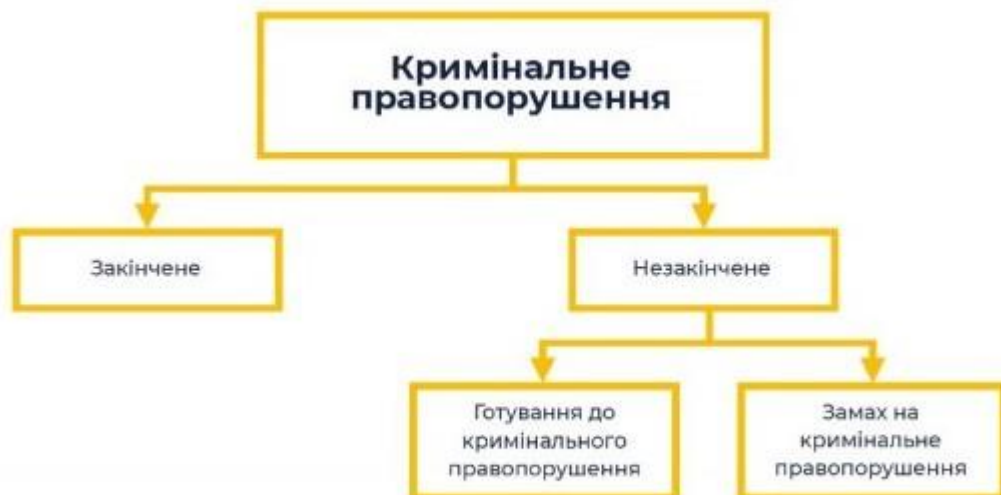 Кримінальне
правопорушення
Закінчене
Незакінчене
Готування до
кримінального
правопорушення
Замах на
кримінальне
правопорушення